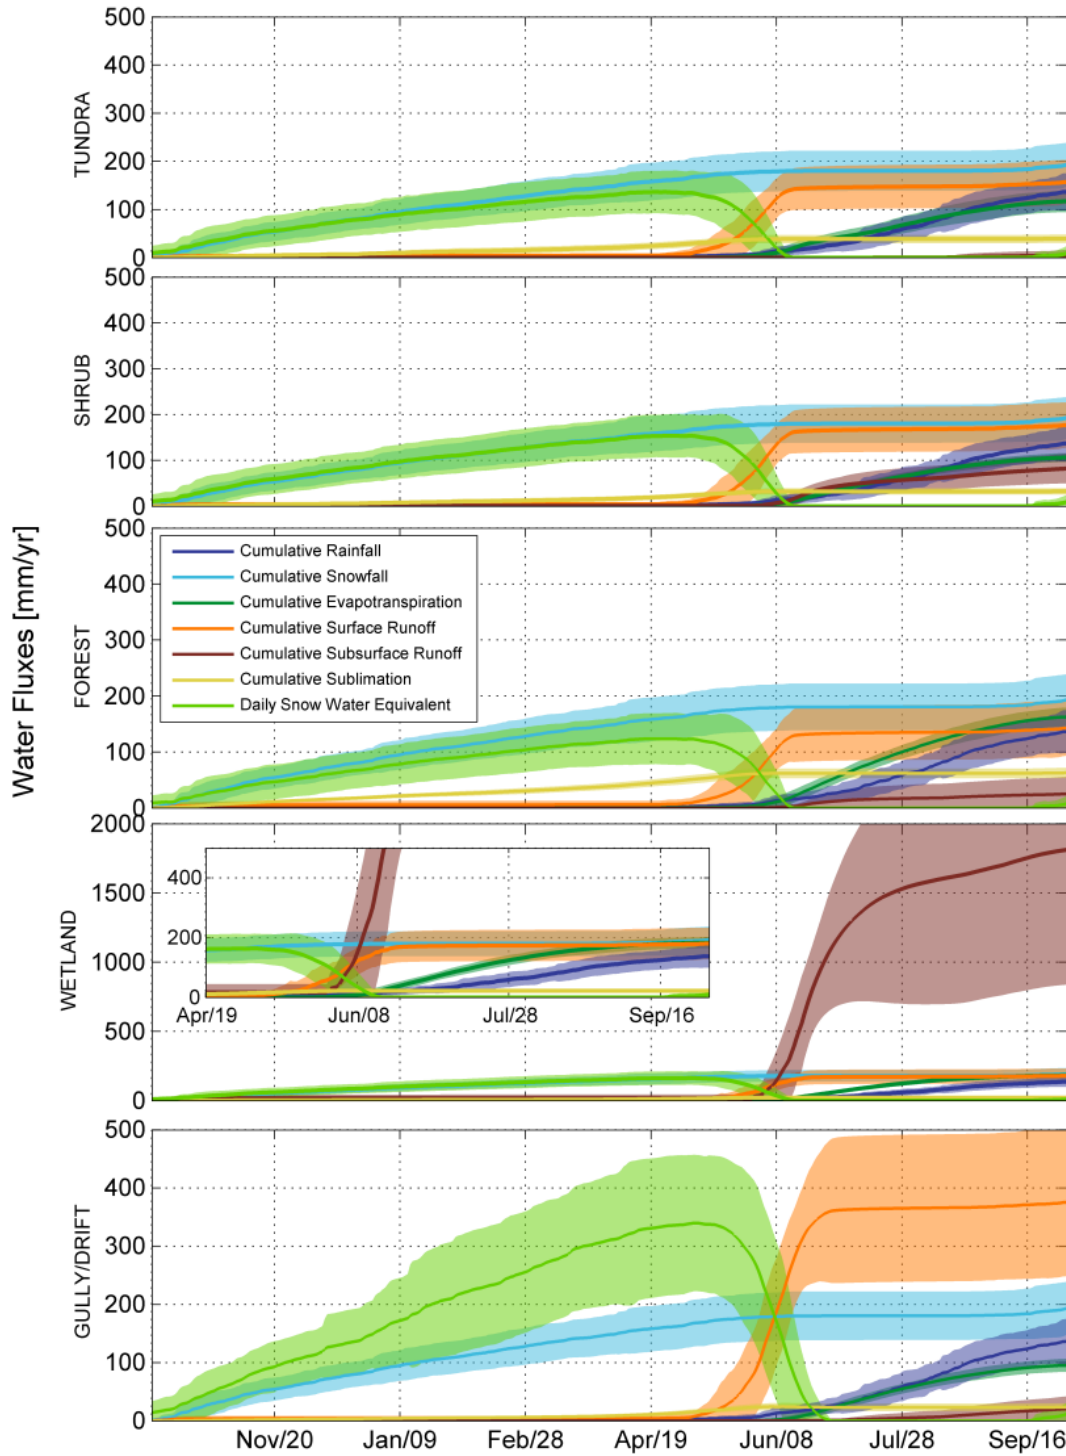 Water Fluxes [mm/yr]
TUNDRA
500
400
300
200
100
0
SHRUB
500
400
300
200
100
0
FOREST
500
400
300
200
100
0
Cumulative Rainfall
Cumulative Snowfall
Cumulative Evapotranspiration
Cumulative Surface Runoff
Cumulative Subsurface Runoff
Cumulative Sublimation
Daily Snow Water Equivalent
WETLAND
2000
1500
1000
500
0
400
200
0
Apr/19 Jun/08 Jul/28 Sep/16
GULLY/DRIFT
500
400
300
200
100
0
Nov/20 Jan/09 Feb/28 Apr/19 Jun/08 Jul/28 Sep/16